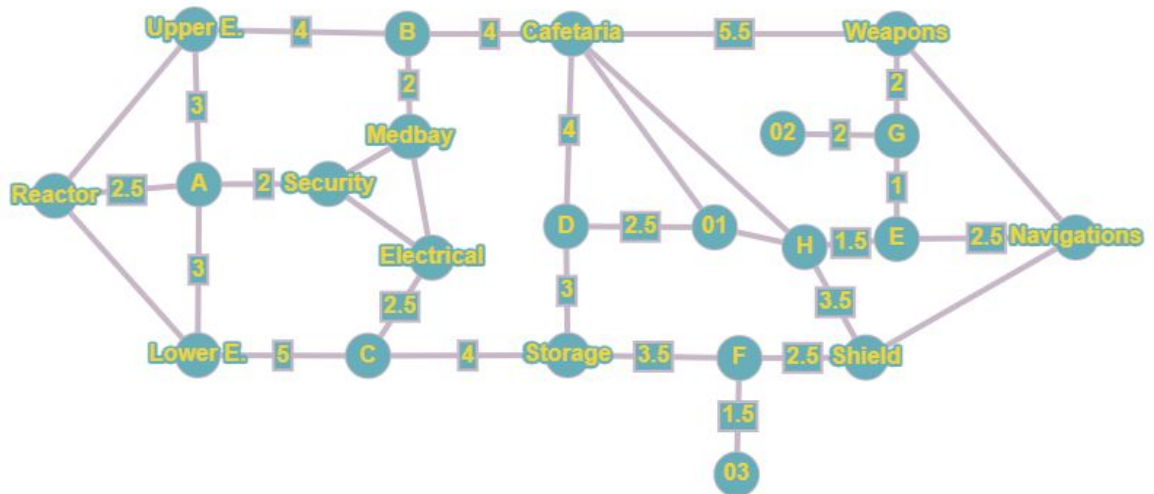 Upper E.
4
B
4
Cafetaria
5.5
Weapons
3
2
4
2
Medbay
02
2
G
Reactor
2.5
A
2
Security
1
D
2.5
01
H
1.5
E
2.5
Navigations
Electrical
3
2.5
3
3.5
Lower E.
5
C
4
Storage
3.5
F
2.5
Shield
1.5
03